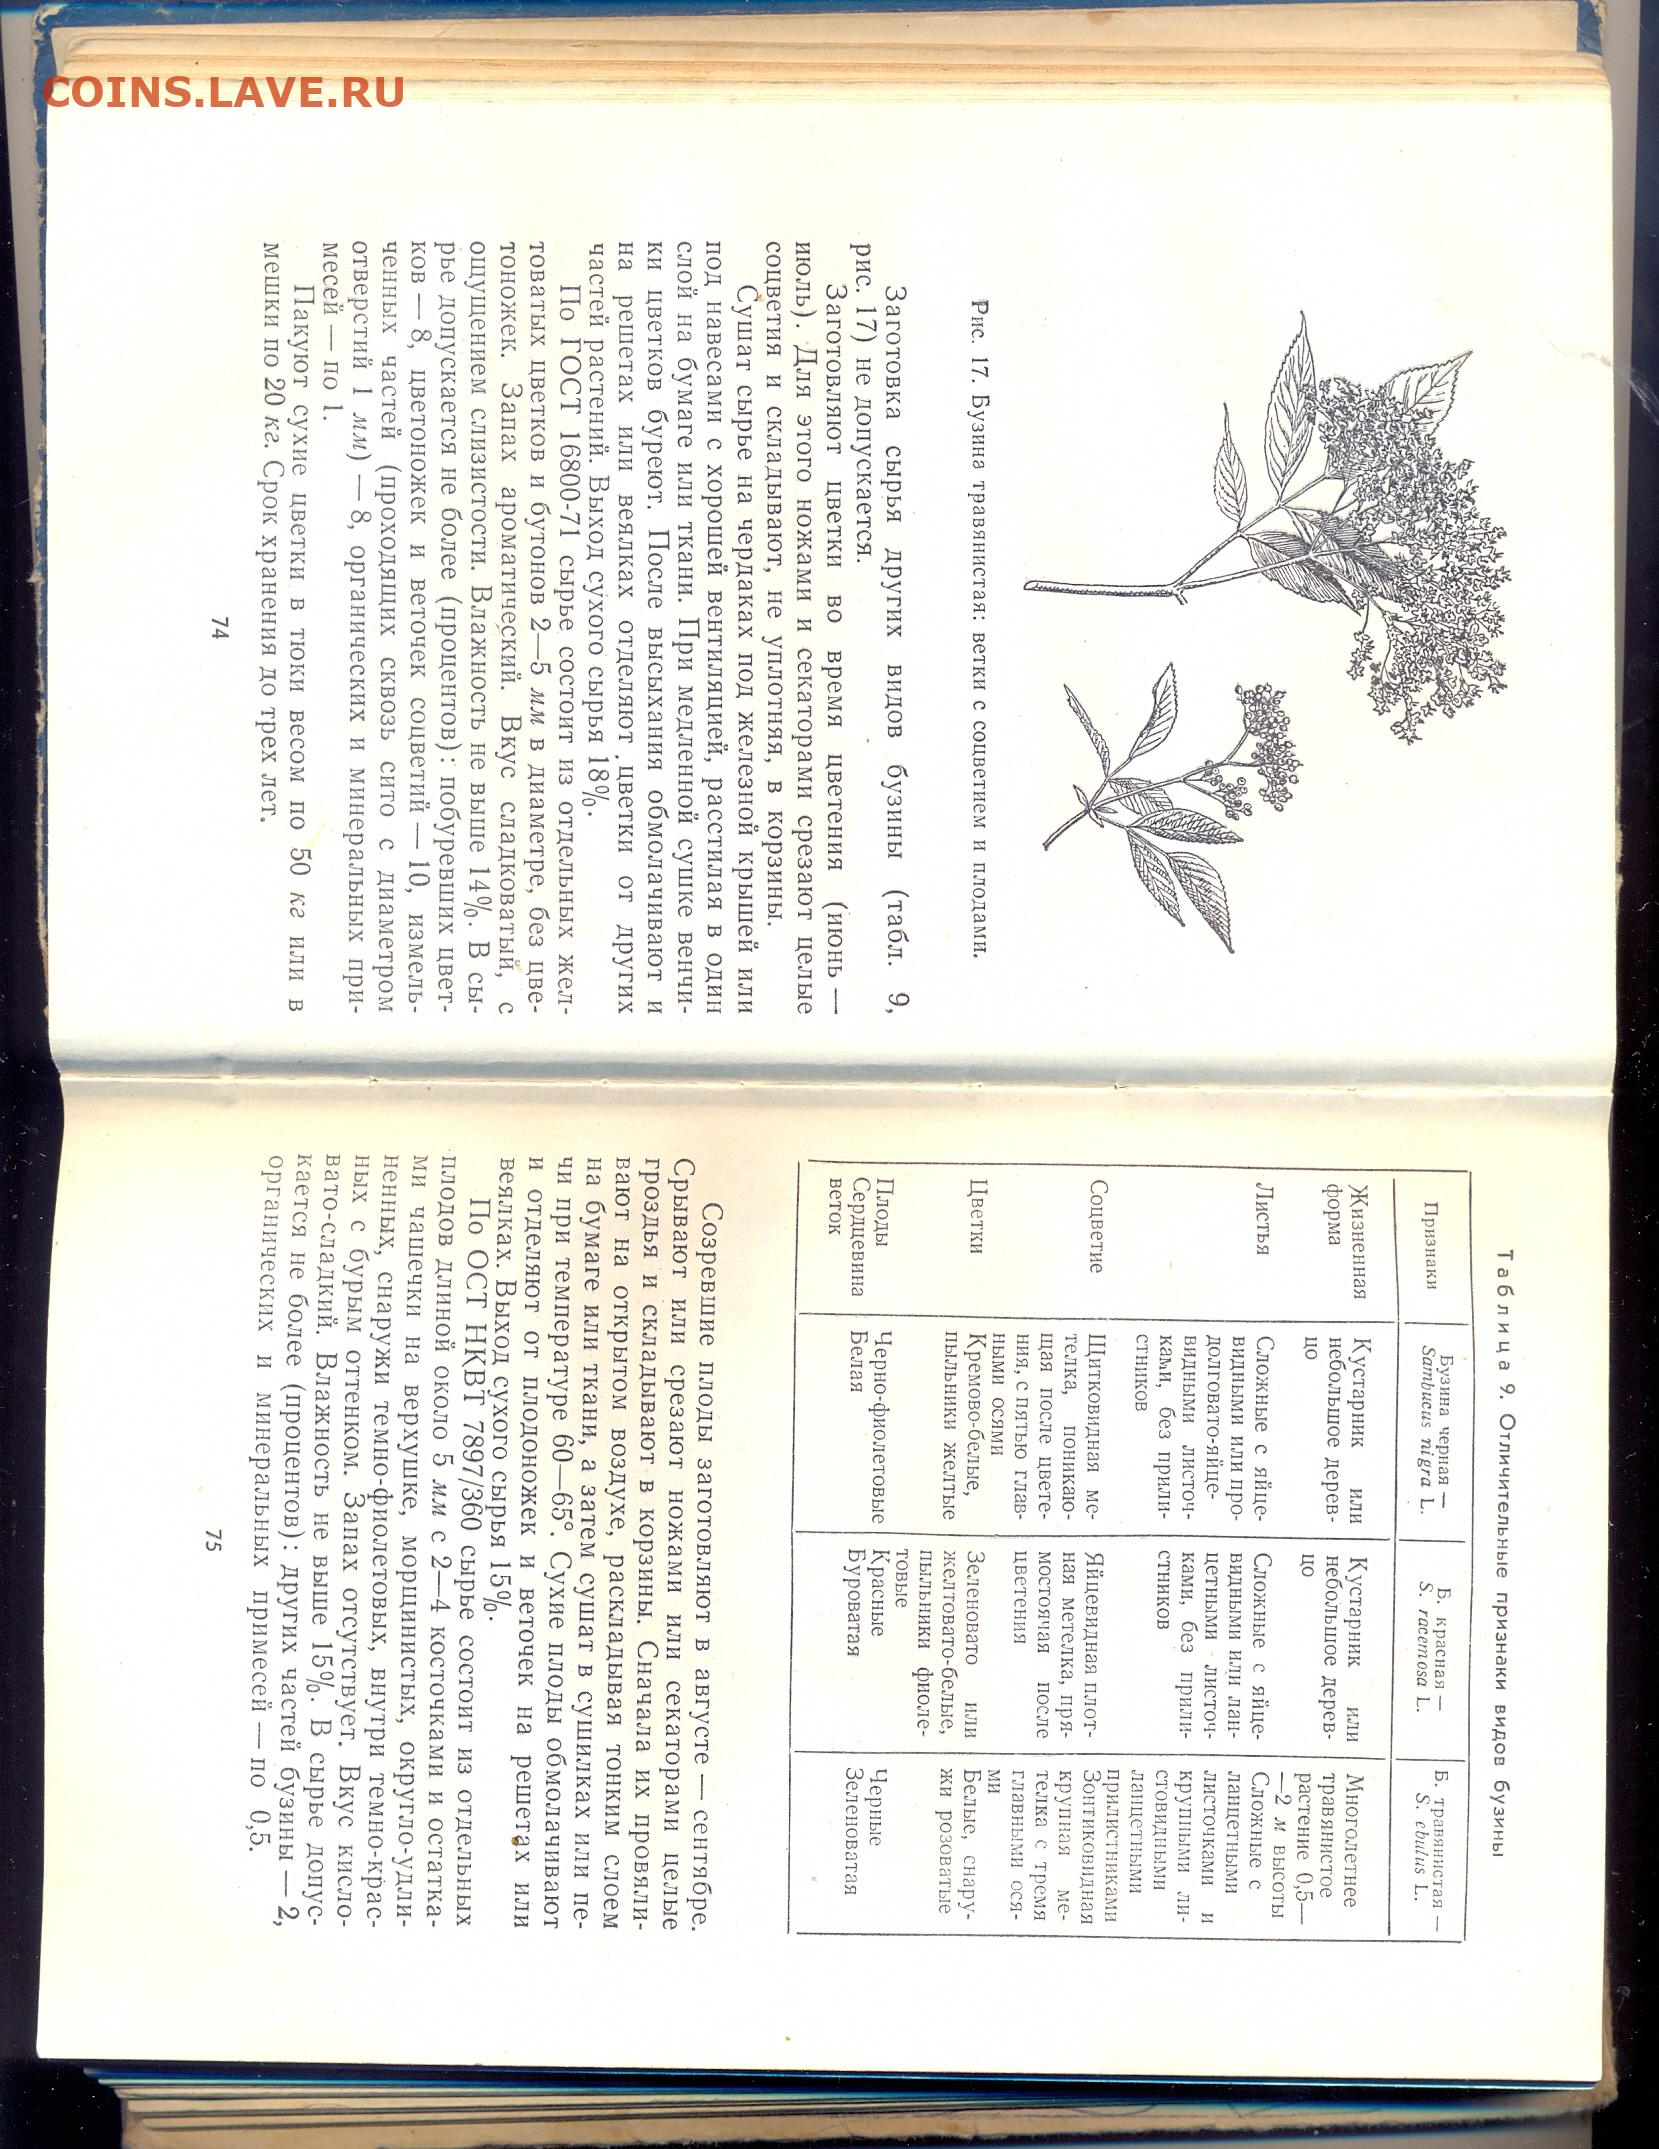 COINS.LAVE.RU
Рис. 17. Бузина травянистая: ветки с соцветием и плодами.
Заготовка сырья других видов бузины (табл. 9,
рис. 17) не допускается.
Заготовляют цветки во время цветения (июнь —
июль). Для этого ножами и секаторами срезают целые
соцветия и складывают, не уплотняя, в корзины.
Сушат сырье на чердаках под железной крышей или
под навесами с хорошей вентиляцией, расстилая в один
слой на бумаге или ткани. При медленной сушке венчи-
ки цветков буреют. После высыхания обмолачивают и
на решетах или веялках отделяют цветки от других
частей растений. Выход сухого сырья 18%.
По ГОСТ 16800-71 сырье состоит из отдельных жел-
товатых цветков и бутонов 2—5 мм в диаметре, без цве-
тоножек. Запах ароматический. Вкус сладковатый, с
ощущением слизистости. Влажность не выше 14%. В сы-
рье допускается не более (процентов): побуревших цвет-
ков — 8, цветоножек и веточек соцветий — 10, измель-
ченных частей (проходящих сквозь сито с диаметром
отверстий 1 мм) — 8, органических и минеральных при-
месей — по 1.
Пакуют сухие цветки в тюки весом по 50 кг или в
мешки по 20 кг. Срок хранения до трех лет.
74
Таблица 9. Отличительные признаки видов бузины
Признаки
Бузина черная —
Sambucus nigra L.
Б. красная —
S. racemosa L.
Б. травянистая —
S. ebulus L.
Жизненная
форма
Кустарник или
небольшое дерев-
цо
Кустарник или
небольшое дерев-
цо
Многолетнее
травянистое
растение 0,5—
—2 м высоты
Листья
Сложные с яйце-
видными или про-
долговато-яйце-
видными листоч-
ками, без прили-
стников
Сложные с яйце-
видными или лан-
цетными листоч-
ками, без прили-
стников
Сложные с
ланцетными
листочками и
крупными ли-
стовидными
ланцетными
прилистниками
Соцветие
Щитковидная ме-
телка, поникаю-
щая после цвете-
ния, с пятью глав-
ными осями
Яйцевидная плот-
ная метелка, пря-
мостоячая после
цветения
Зонтиковидная
крупная ме-
телка с тремя
главными ося-
ми
Цветки
Кремово-белые,
пыльники желтые
Зеленовато или
желтовато-белые,
пыльники фиоле-
товые
Белые, снару-
жи розоватые
Плоды
Черно-фиолетовые
Красные
Черные
Сердцевина
веток
Белая
Буроватая
Зеленоватая
Созревшие плоды заготовляют в августе — сентябре.
Срывают или срезают ножами или секаторами целые
гроздья и складывают в корзины. Сначала их провяли-
вают на открытом воздухе, раскладывая тонким слоем
на бумаге или ткани, а затем сушат в сушилках или пе-
чи при температуре 60—65°. Сухие плоды обмолачивают
и отделяют от плодоножек и веточек на решетах или
веялках. Выход сухого сырья 15%.
По ОСТ НКВТ 7897/360 сырье состоит из отдельных
плодов длиной около 5 мм с 2—4 косточками и остатка-
ми чашечки на верхушке, морщинистых, округло-удли-
ненных, снаружи темно-фиолетовых, внутри темно-крас-
ных с бурым оттенком. Запах отсутствует. Вкус кисло-
вато-сладкий. Влажность не выше 15%. В сырье допус-
кается не более (процентов): других частей бузины — 2,
органических и минеральных примесей — по 0,5.
75